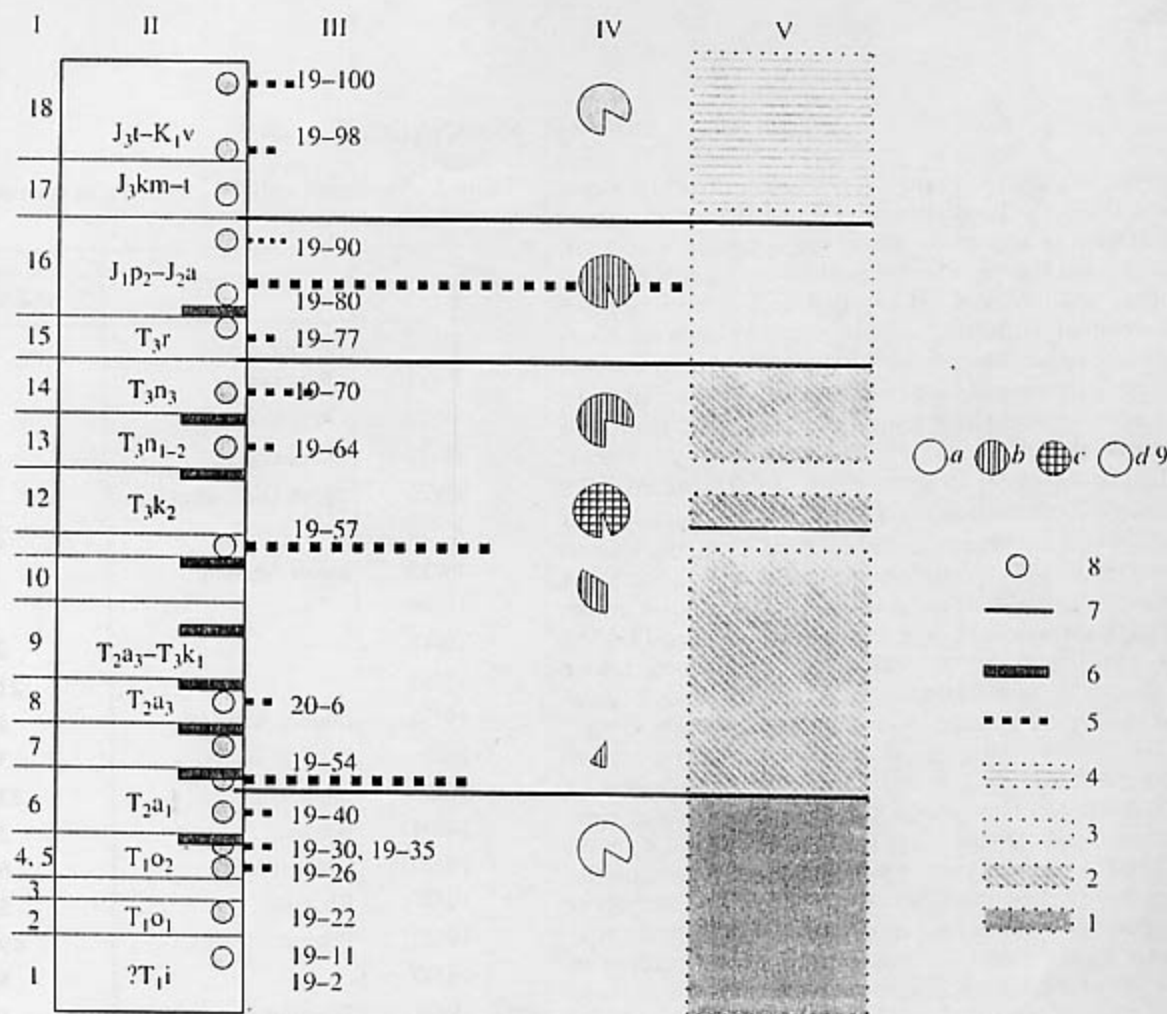 I II III IV V
18 J₃t–K₁v 19–100
19–98
17 J₃km–t
16 J₁p₂–J₂a 19–90
19–80
15 T₃r 19–77
14 T₃n₃ 19–70
13 T₃n₁₋₂ 19–64
12 T₃k₂ 19–57
10
9 T₂a₃–T₃k₁
8 T₂a₃ 20–6
7 19–54
6 T₂a₁ 19–40
4, 5 T₁o₂ 19–30, 19–35
19–26
3
2 T₁o₁ 19–22
1 ?T₁i 19–11
19–2
a b c d 9
8
7
6
5
4
3
2
1